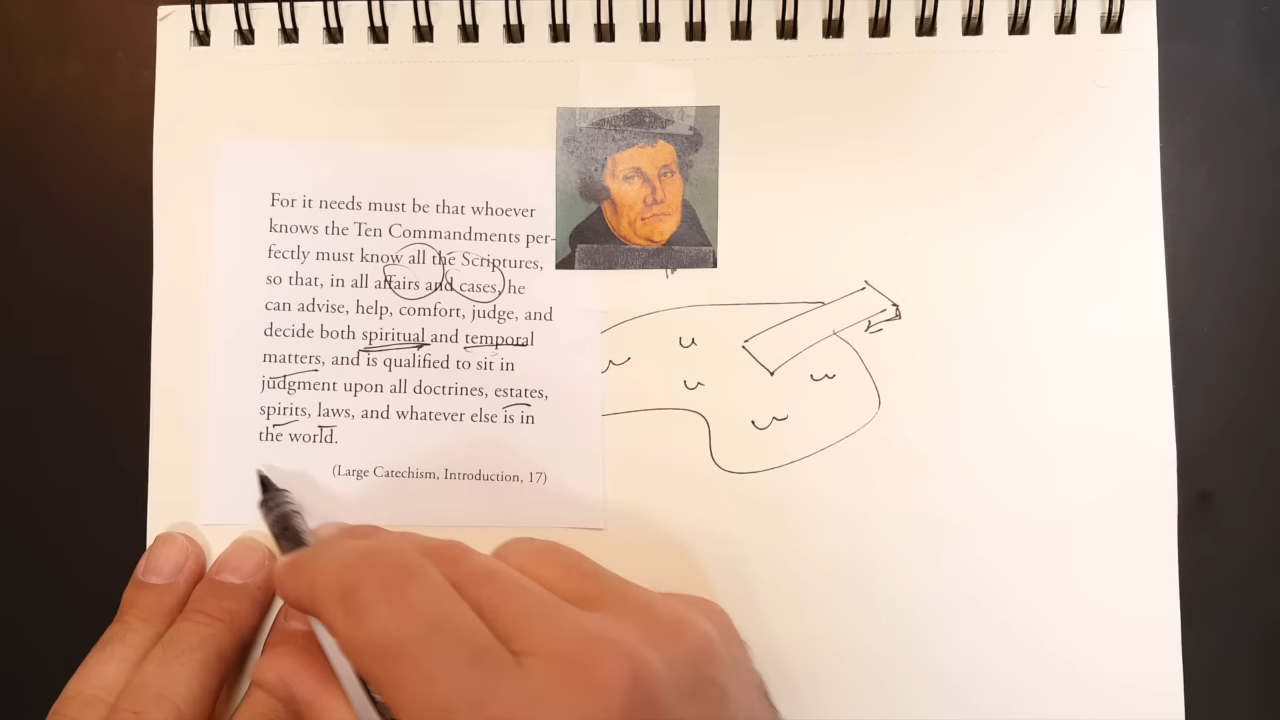 For it needs must be that whoever
knows the Ten Commandments per-
fectly must know all the Scriptures,
so that, in all affairs and cases, he
can advise, help, comfort, judge, and
decide both spiritual and temporal
matters, and is qualified to sit in
judgment upon all doctrines, estates,
spirits, laws, and whatever else is in
the world.
(Large Catechism, Introduction, 17)